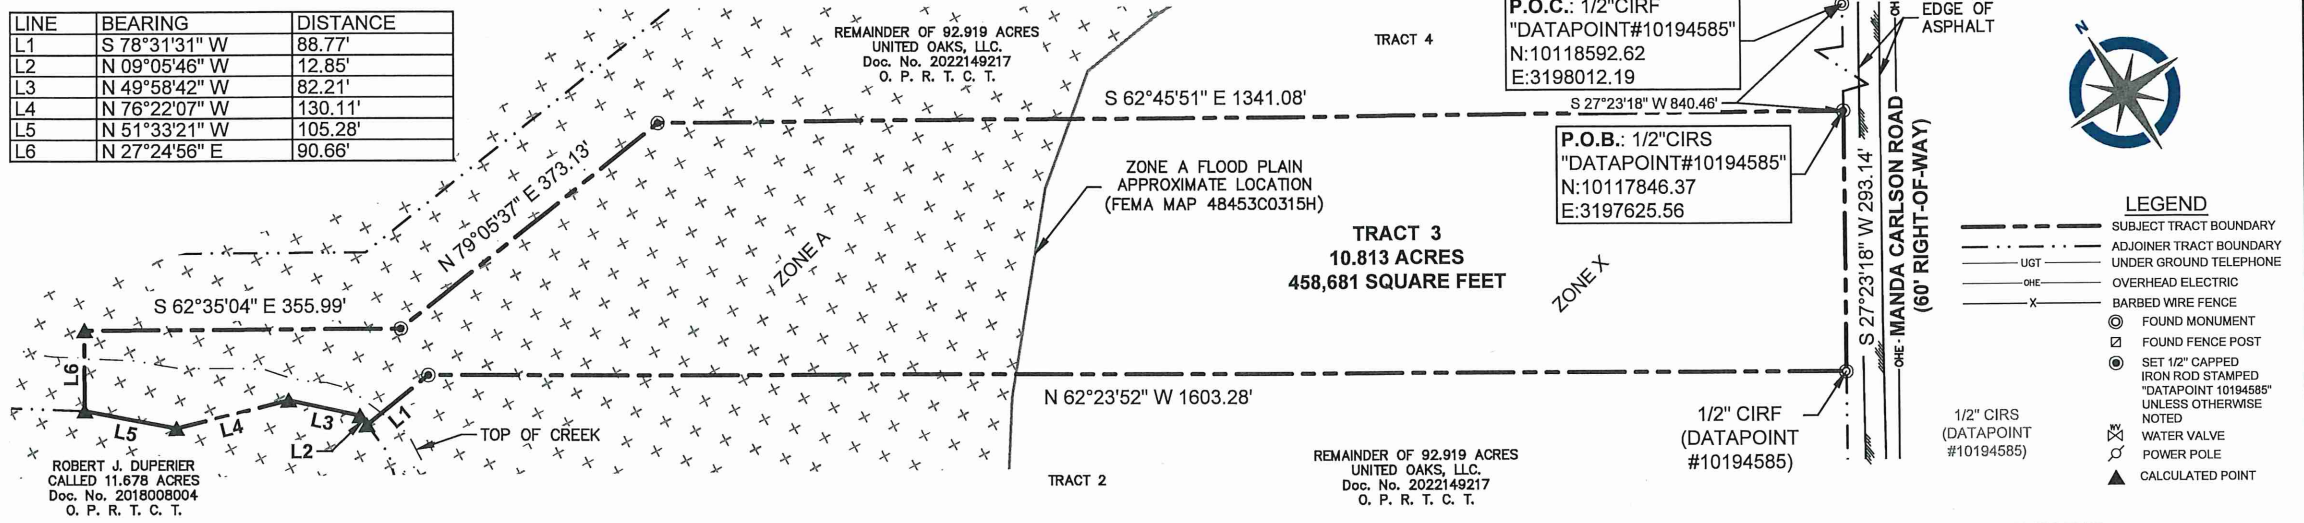 LINE BEARING DISTANCE
L1 S 78°31'31" W 88.77'
L2 N 09°05'46" W 12.85'
L3 N 49°58'42" W 82.21'
L4 N 76°22'07" W 130.11'
L5 N 51°33'21" W 105.28'
L6 N 27°24'56" E 90.66'
REMAINDER OF 92.919 ACRES
UNITED OAKS, LLC.
Doc. No. 2022149217
O. P. R. T. C. T.
TRACT 4
P.O.C.: 1/2"CIRF
"DATAPOINT#10194585"
N:10118592.62
E:3198012.19
OH
EDGE OF
ASPHALT
N
S 62°45'51" E 1341.08'
S 27°23'18" W 840.46'
P.O.B.: 1/2"CIRS
"DATAPOINT#10194585"
N:10117846.37
E:3197625.56
N 79°05'37" E 373.13'
ZONE A FLOOD PLAIN
APPROXIMATE LOCATION
(FEMA MAP 48453C0315H)
ZONE A
TRACT 3
10.813 ACRES
458,681 SQUARE FEET
ZONE X
S 27°23'18" W 293.14'
OHE
MANDA CARLSON ROAD
(60' RIGHT-OF-WAY)
S 62°35'04" E 355.99'
L6
L5
L4
L3
L2
L1
TOP OF CREEK
N 62°23'52" W 1603.28'
1/2" CIRF
(DATAPOINT
#10194585)
1/2" CIRS
(DATAPOINT
#10194585)
ROBERT J. DUPERIER
CALLED 11.678 ACRES
Doc. No. 2018008004
O. P. R. T. C. T.
TRACT 2
REMAINDER OF 92.919 ACRES
UNITED OAKS, LLC.
Doc. No. 2022149217
O. P. R. T. C. T.
LEGEND
SUBJECT TRACT BOUNDARY
ADJOINER TRACT BOUNDARY
UGT UNDER GROUND TELEPHONE
OHE OVERHEAD ELECTRIC
X BARBED WIRE FENCE
FOUND MONUMENT
FOUND FENCE POST
SET 1/2" CAPPED
IRON ROD STAMPED
"DATAPOINT 10194585"
UNLESS OTHERWISE
NOTED
WV WATER VALVE
POWER POLE
CALCULATED POINT